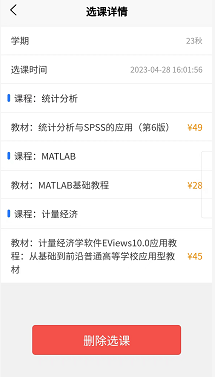 选课详情
学期 23秋
选课时间 2023-04-28 16:01:56
课程：统计分析
教材：统计分析与SPSS的应用（第6版） ¥49
课程：MATLAB
教材：MATLAB基础教程 ¥28
课程：计量经济
教材：计量经济学软件EViews10.0应用教
程：从基础到前沿普通高等学校应用型教
材 ¥45
删除选课